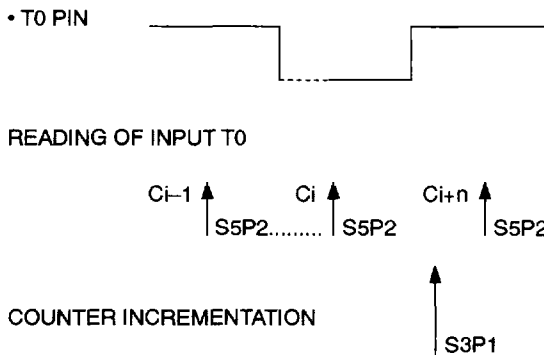 • T0 PIN
READING OF INPUT T0
Ci–1 Ci Ci+n
S5P2......... S5P2 S5P2
COUNTER INCREMENTATION
S3P1